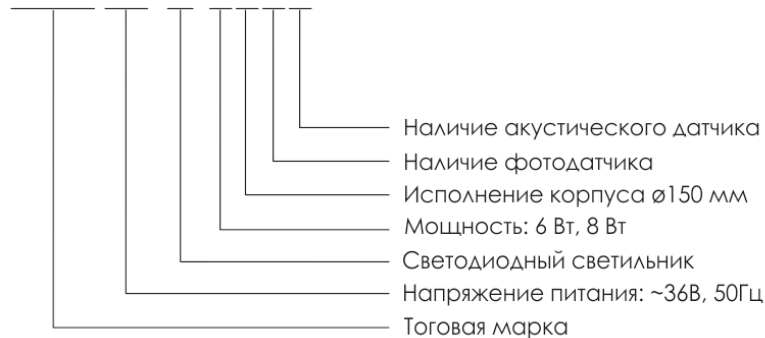 Наличие акустического датчика
Наличие фотодатчика
Исполнение корпуса ø150 мм
Мощность: 6 Вт, 8 Вт
Светодиодный светильник
Напряжение питания: ~36В, 50Гц
Тоговая марка